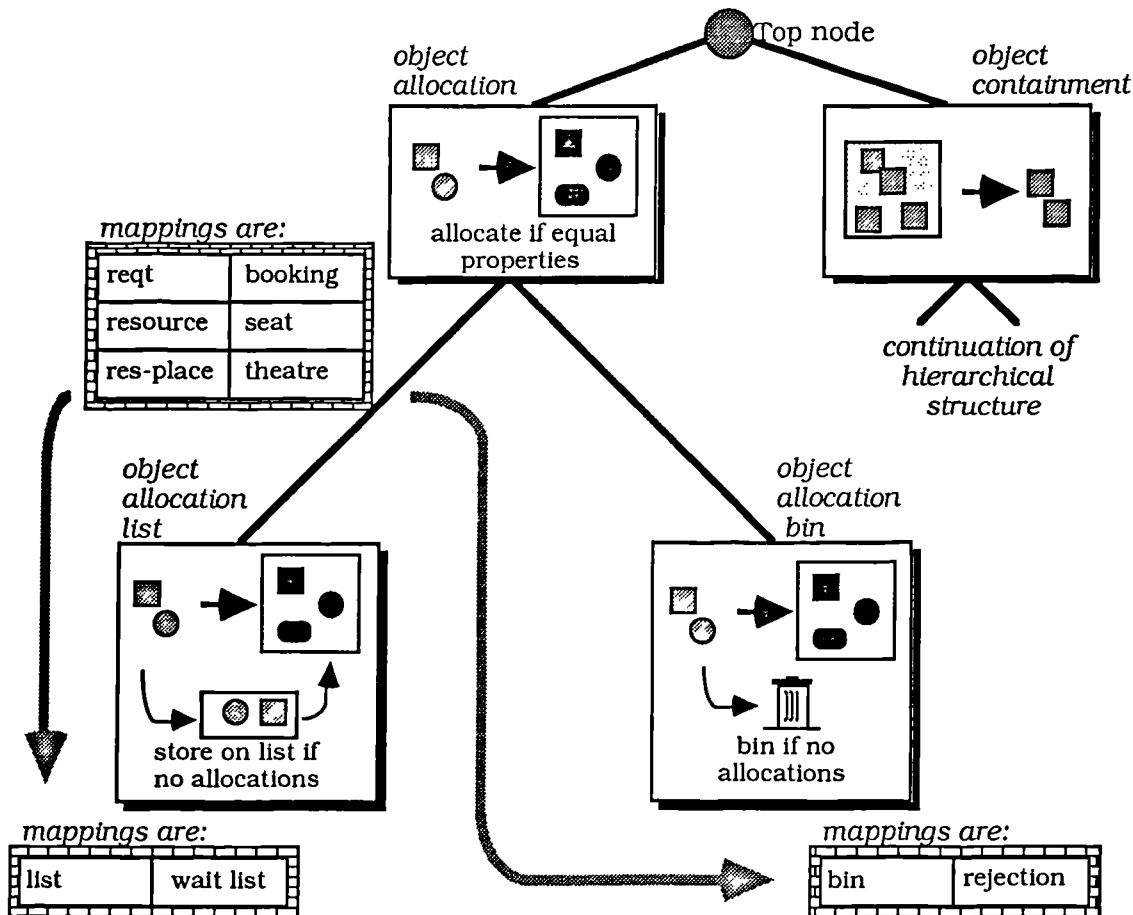 Top node
object
allocation
object
containment
allocate if equal
properties
mappings are:
reqt booking
resource seat
res-place theatre
continuation of
hierarchical
structure
object
allocation
list
object
allocation
bin
store on list if
no allocations
bin if no
allocations
mappings are:
list wait list
mappings are:
bin rejection